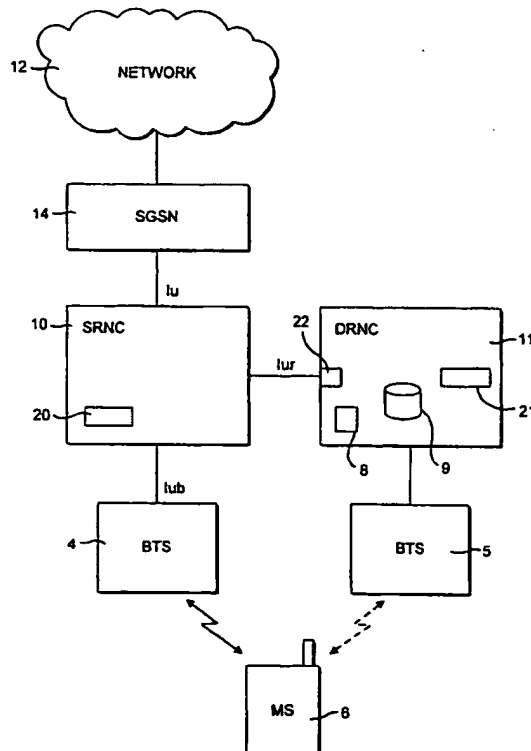 12
NETWORK
14
SGSN
Iu
10
SRNC
22
DRNC
11
Iur
20
21
8
9
Iub
4
BTS
BTS
5
MS
6